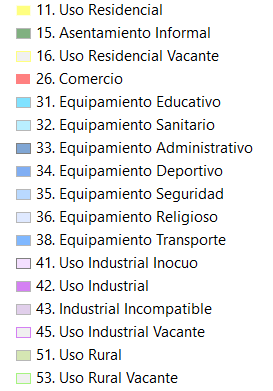 11. Uso Residencial
15. Asentamiento Informal
16. Uso Residencial Vacante
26. Comercio
31. Equipamiento Educativo
32. Equipamiento Sanitario
33. Equipamiento Administrativo
34. Equipamiento Deportivo
35. Equipamiento Seguridad
36. Equipamiento Religioso
38. Equipamiento Transporte
41. Uso Industrial Inocuo
42. Uso Industrial
43. Industrial Incompatible
45. Uso Industrial Vacante
51. Uso Rural
53. Uso Rural Vacante